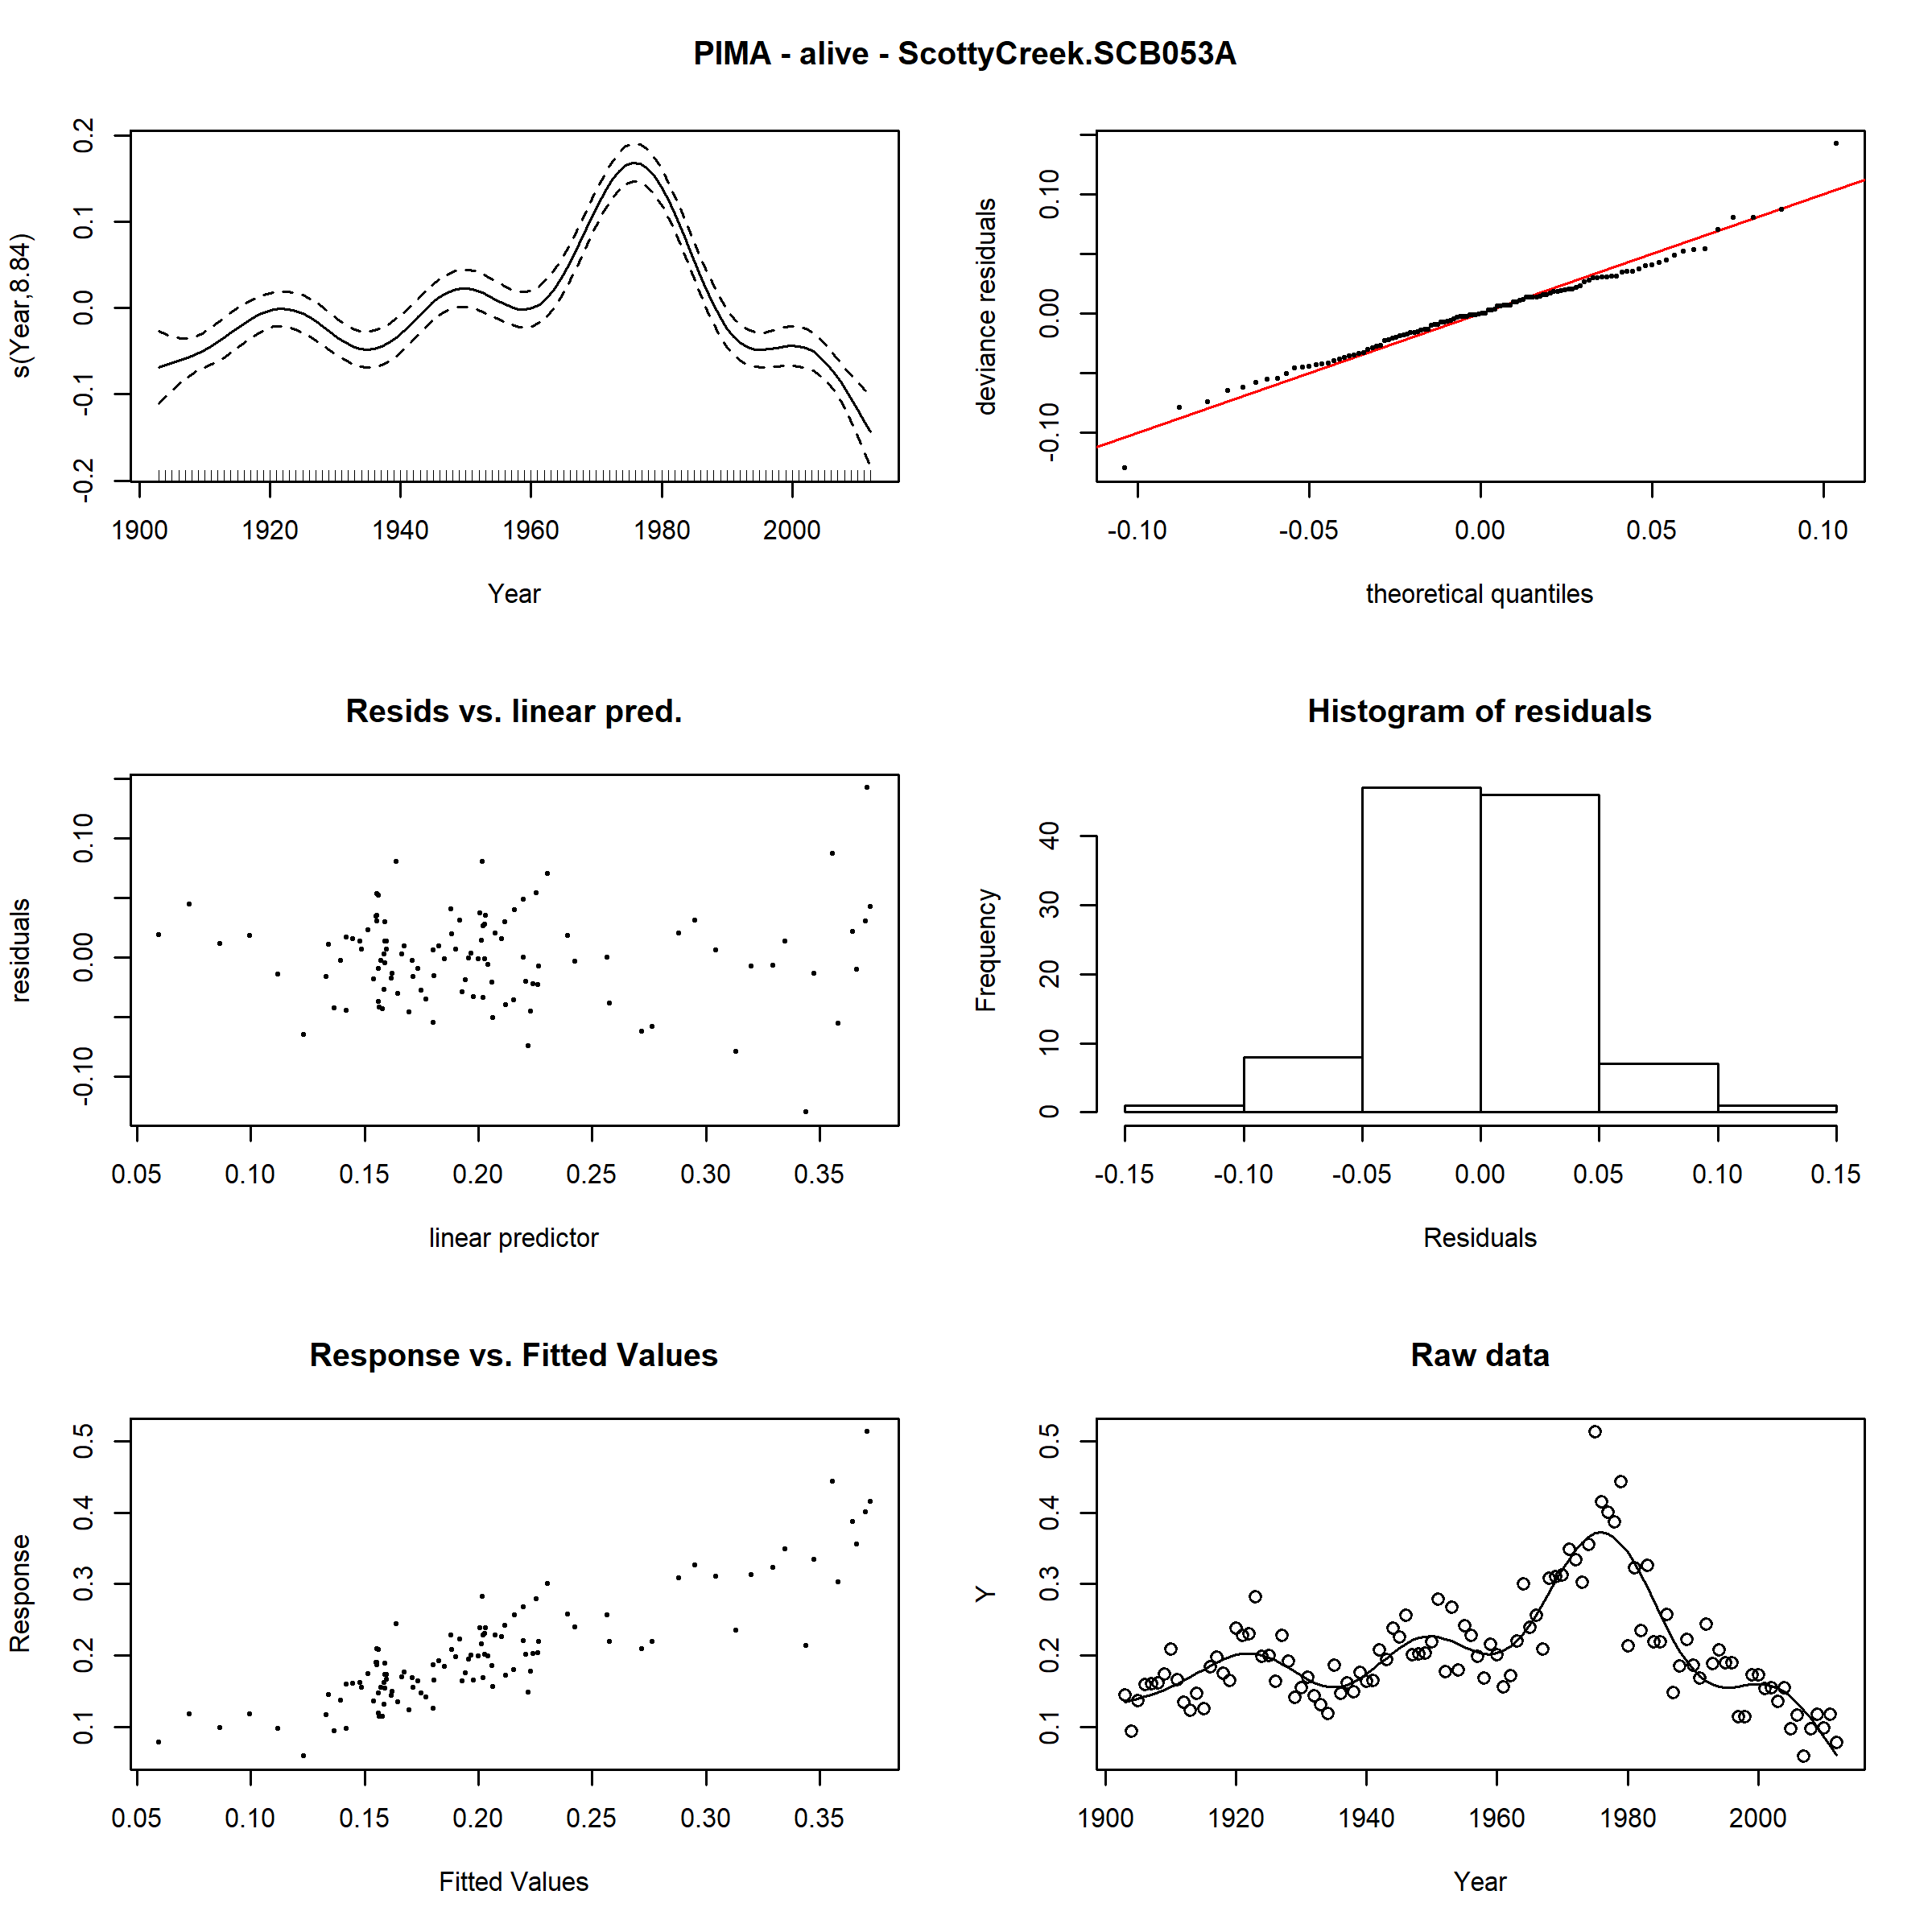 PIMA - alive - ScottyCreek.SCB053A
s(Year,8.84)
0.2
0.1
0.0
-0.1
-0.2
1900 1920 1940 1960 1980 2000
Year
deviance residuals
0.10
0.00
-0.10
-0.10 -0.05 0.00 0.05 0.10
theoretical quantiles
Resids vs. linear pred.
residuals
0.10
0.00
-0.10
0.05 0.10 0.15 0.20 0.25 0.30 0.35
linear predictor
Histogram of residuals
Frequency
40
30
20
10
0
-0.15 -0.10 -0.05 0.00 0.05 0.10 0.15
Residuals
Response vs. Fitted Values
Response
0.5
0.4
0.3
0.2
0.1
0.05 0.10 0.15 0.20 0.25 0.30 0.35
Fitted Values
Raw data
Y
0.5
0.4
0.3
0.2
0.1
1900 1920 1940 1960 1980 2000
Year